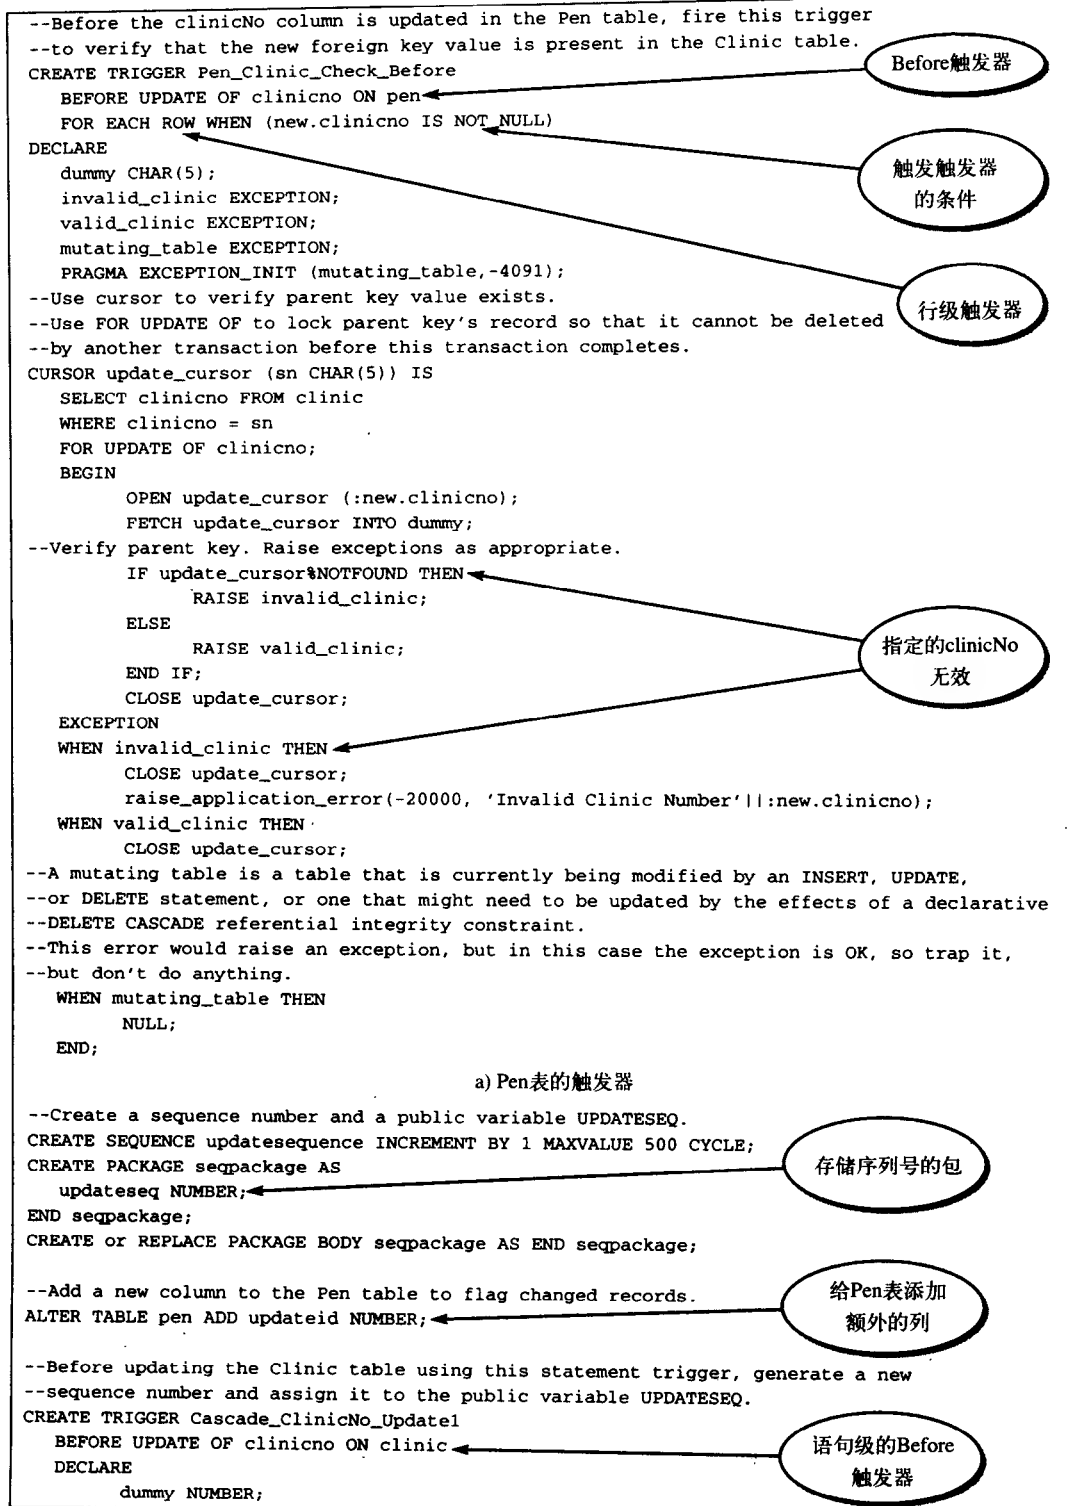 --Before the clinicNo column is updated in the Pen table, fire this trigger
--to verify that the new foreign key value is present in the Clinic table.
CREATE TRIGGER Pen_Clinic_Check_Before
Before触发器
BEFORE UPDATE OF clinicno ON pen
FOR EACH ROW WHEN (new.clinicno IS NOT NULL)
DECLARE
dummy CHAR(5);
触发触发器
的条件
invalid_clinic EXCEPTION;
valid_clinic EXCEPTION;
mutating_table EXCEPTION;
PRAGMA EXCEPTION_INIT (mutating_table,-4091);
--Use cursor to verify parent key value exists.
行级触发器
--Use FOR UPDATE OF to lock parent key's record so that it cannot be deleted
--by another transaction before this transaction completes.
CURSOR update_cursor (sn CHAR(5)) IS
SELECT clinicno FROM clinic
WHERE clinicno = sn
FOR UPDATE OF clinicno;
BEGIN
OPEN update_cursor (:new.clinicno);
FETCH update_cursor INTO dummy;
--Verify parent key. Raise exceptions as appropriate.
IF update_cursor%NOTFOUND THEN
RAISE invalid_clinic;
ELSE
RAISE valid_clinic;
指定的clinicNo
无效
END IF;
CLOSE update_cursor;
EXCEPTION
WHEN invalid_clinic THEN
CLOSE update_cursor;
raise_application_error(-20000, 'Invalid Clinic Number'||:new.clinicno);
WHEN valid_clinic THEN
CLOSE update_cursor;
--A mutating table is a table that is currently being modified by an INSERT, UPDATE,
--or DELETE statement, or one that might need to be updated by the effects of a declarative
--DELETE CASCADE referential integrity constraint.
--This error would raise an exception, but in this case the exception is OK, so trap it,
--but don't do anything.
WHEN mutating_table THEN
NULL;
END;
a) Pen表的触发器
--Create a sequence number and a public variable UPDATESEQ.
CREATE SEQUENCE updatesequence INCREMENT BY 1 MAXVALUE 500 CYCLE;
CREATE PACKAGE seqpackage AS
存储序列号的包
updateseq NUMBER;
END seqpackage;
CREATE or REPLACE PACKAGE BODY seqpackage AS END seqpackage;
--Add a new column to the Pen table to flag changed records.
给Pen表添加
额外的列
ALTER TABLE pen ADD updateid NUMBER;
--Before updating the Clinic table using this statement trigger, generate a new
--sequence number and assign it to the public variable UPDATESEQ.
CREATE TRIGGER Cascade_ClinicNo_Update1
BEFORE UPDATE OF clinicno ON clinic
语句级的Before
触发器
DECLARE
dummy NUMBER;